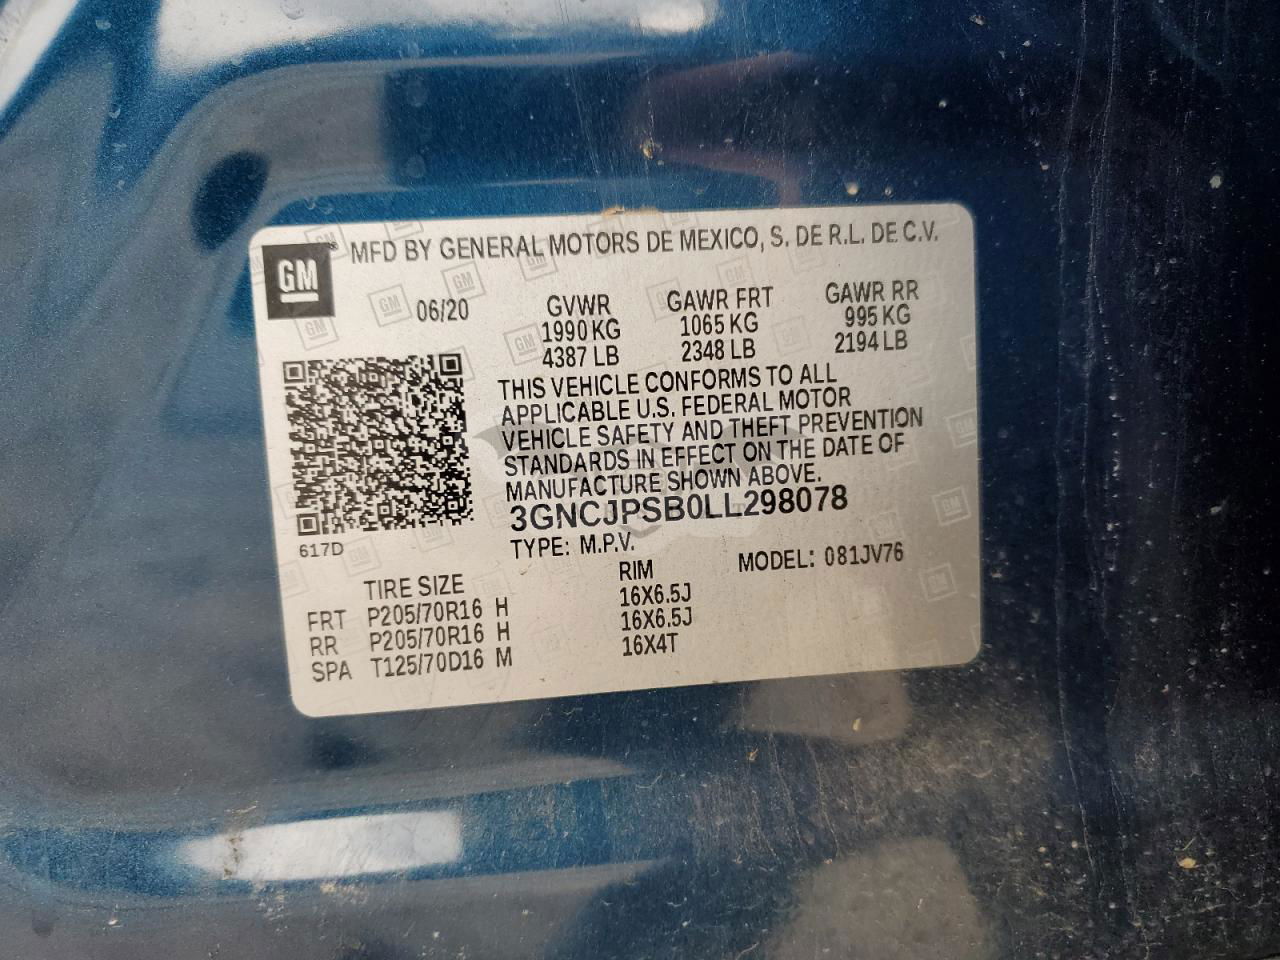 GM
MFD BY GENERAL MOTORS DE MEXICO, S. DE R.L. DE C.V.
06/20 GVWR GAWR FRT GAWR RR
1990 KG 1065 KG 995 KG
4387 LB 2348 LB 2194 LB
THIS VEHICLE CONFORMS TO ALL
APPLICABLE U.S. FEDERAL MOTOR
VEHICLE SAFETY AND THEFT PREVENTION
STANDARDS IN EFFECT ON THE DATE OF
MANUFACTURE SHOWN ABOVE.
3GNCJPSB0LL298078
617D
TYPE: M.P.V. MODEL: 081JV76
TIRE SIZE RIM
FRT P205/70R16 H 16X6.5J
RR P205/70R16 H 16X6.5J
SPA T125/70D16 M 16X4T